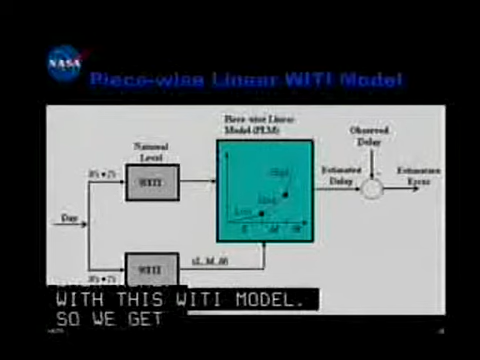 NASA
Piece-wise Linear WITI Model
Piece-wise Linear
Model (PLM)
Observed
Delay
National
Level
WITI
Estimated
Delay
Estimation
Error
Day
WITI
WITH THIS WITI MODEL.
SO WE GET